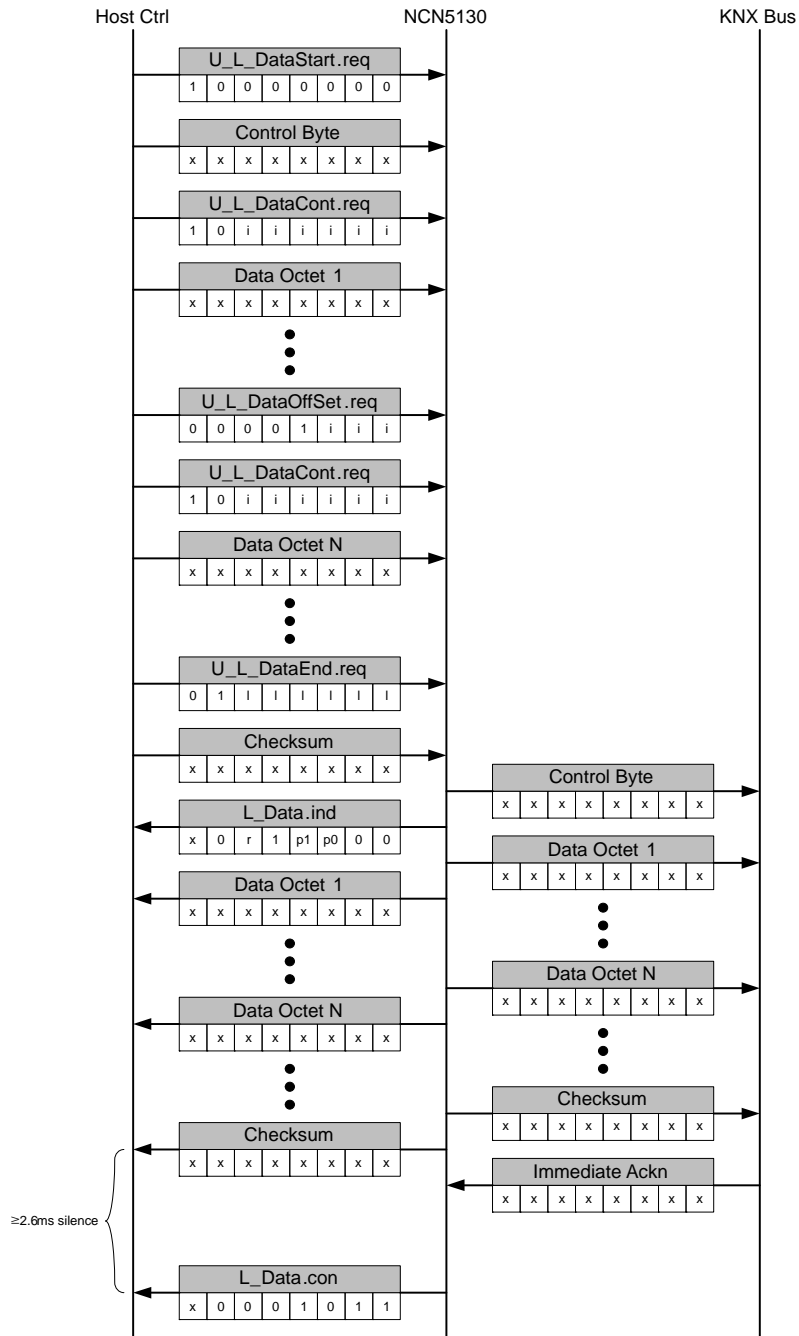 Host Ctrl NCN5130 KNX Bus
U_L_DataStart.req
1 0 0 0 0 0 0 0
Control Byte
x x x x x x x x
U_L_DataCont.req
1 0 i i i i i i
Data Octet 1
x x x x x x x x
U_L_DataOffSet.req
0 0 0 0 1 i i i
U_L_DataCont.req
1 0 i i i i i i
Data Octet N
x x x x x x x x
U_L_DataEnd.req
0 1 l l l l l l
Checksum
x x x x x x x x
Control Byte
x x x x x x x x
L_Data.ind
x 0 r 1 p1 p0 0 0
Data Octet 1
x x x x x x x x
Data Octet 1
x x x x x x x x
Data Octet N
x x x x x x x x
Data Octet N
x x x x x x x x
Checksum
x x x x x x x x
Checksum
x x x x x x x x
Immediate Ackn
x x x x x x x x
≥2.6ms silence
L_Data.con
x 0 0 0 1 0 1 1